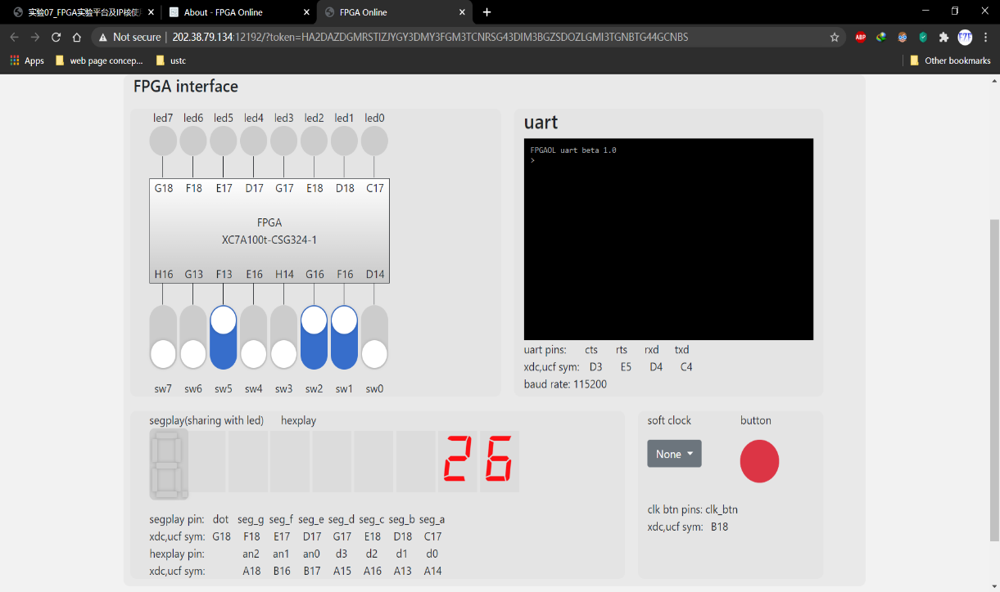 实验07_FPGA实验平台及IP核使 About - FPGA Online FPGA Online
Not secure | 202.38.79.134:12192/?token=HA2DAZDGMRSTIZJYGY3DMY3FGM3TCNRSG43DIM3BGZSDOZLGMI3TGNBTG44GCNBS ABP
Apps web page concep... ustc Other bookmarks
FPGA interface
led7 led6 led5 led4 led3 led2 led1 led0
G18 F18 E17 D17 G17 E18 D18 C17
FPGA
XC7A100t-CSG324-1
H16 G13 F13 E16 H14 G16 F16 D14
sw7 sw6 sw5 sw4 sw3 sw2 sw1 sw0
uart
FPGAOL uart beta 1.0
>
uart pins: cts rts rxd txd
xdc,ucf sym: D3 E5 D4 C4
baud rate: 115200
segplay(sharing with led) hexplay
26
segplay pin: dot seg_g seg_f seg_e seg_d seg_c seg_b seg_a
xdc,ucf sym: G18 F18 E17 D17 G17 E18 D18 C17
hexplay pin: an2 an1 an0 d3 d2 d1 d0
xdc,ucf sym: A18 B16 B17 A15 A16 A13 A14
soft clock button
None
clk btn pins: clk_btn
xdc,ucf sym: B18